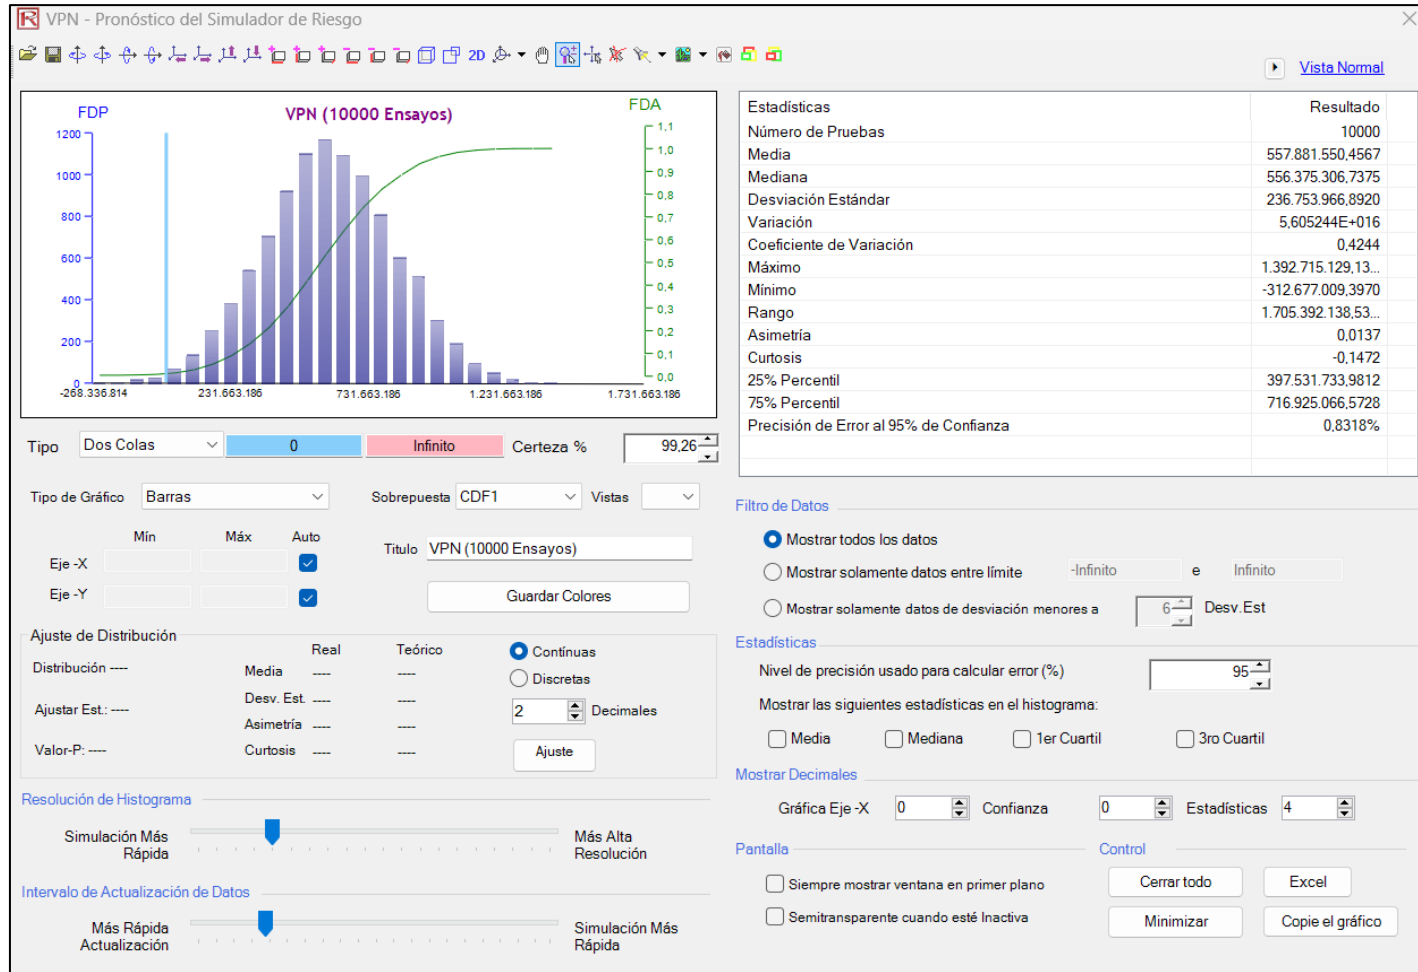 VPN - Pronóstico del Simulador de Riesgo
2D
Vista Normal
FDP
VPN (10000 Ensayos)
FDA
1200
1000
800
600
400
200
0
1,1
1,0
0,9
0,8
0,7
0,6
0,5
0,4
0,3
0,2
0,1
0,0
-268.336.814 231.663.186 731.663.186 1.231.663.186 1.731.663.186
Tipo Dos Colas 0 Infinito Certeza % 99,26
Tipo de Gráfico Barras Sobrepuesta CDF1 Vistas
Mín Máx Auto
Eje -X
Eje -Y
Titulo VPN (10000 Ensayos)
Guardar Colores
Ajuste de Distribución
Real Teórico
Distribución ----
Media ---- ----
Desv. Est. ---- ----
Ajustar Est.: ----
Asimetría ---- ----
Valor-P: ----
Curtosis ---- ----
Contínuas
Discretas
2 Decimales
Ajuste
Resolución de Histograma
Simulación Más
Rápida
Más Alta
Resolución
Intervalo de Actualización de Datos
Más Rápida
Actualización
Simulación Más
Rápida
Estadísticas Resultado
Número de Pruebas 10000
Media 557.881.550,4567
Mediana 556.375.306,7375
Desviación Estándar 236.753.966,8920
Variación 5,605244E+016
Coeficiente de Variación 0,4244
Máximo 1.392.715.129,13...
Mínimo -312.677.009,3970
Rango 1.705.392.138,53...
Asimetría 0,0137
Curtosis -0,1472
25% Percentil 397.531.733,9812
75% Percentil 716.925.066,5728
Precisión de Error al 95% de Confianza 0,8318%
Filtro de Datos
Mostrar todos los datos
Mostrar solamente datos entre límite -Infinito e Infinito
Mostrar solamente datos de desviación menores a 6 Desv.Est
Estadísticas
Nivel de precisión usado para calcular error (%) 95
Mostrar las siguientes estadísticas en el histograma:
Media Mediana 1er Cuartil 3ro Cuartil
Mostrar Decimales
Gráfica Eje -X 0 Confianza 0 Estadísticas 4
Pantalla
Siempre mostrar ventana en primer plano
Semitransparente cuando esté Inactiva
Control
Cerrar todo Excel
Minimizar Copie el gráfico